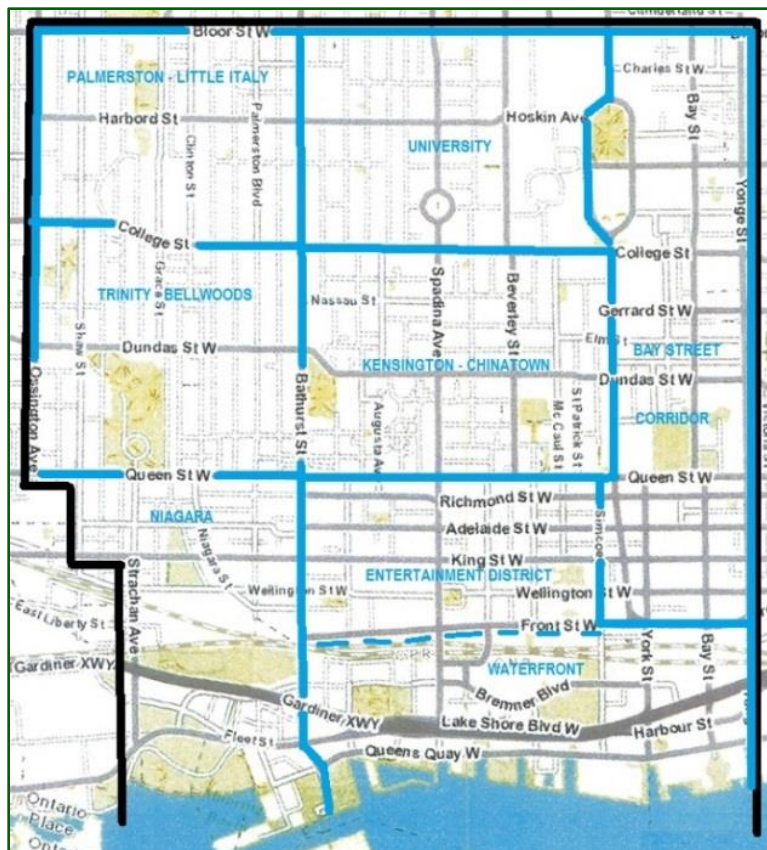 Cumberland St
Bloor St W
Charles St W
PALMERSTON - LITTLE ITALY
Palmerston Blvd
Bay St
Harbord St
Hoskin Ave
Clinton St
UNIVERSITY
Yonge St
College St
College St
Grace St
TRINITY - BELLWOODS
Nassau St
Spadina Ave
Beverley St
Gerrard St W
Shaw St
Elm St
BAY STREET
Dundas St W
KENSINGTON - CHINATOWN
Dundas St W
Ossington Ave
Bathurst St
Augusta Ave
Mc Caul St
St Patrick St
CORRIDOR
Queen St W
Queen St W
Richmond St W
NIAGARA
Adelaide St W
Simcoe
Niagara St
King St W
Strachan Ave
ENTERTAINMENT DISTRICT
Wellington St W
Wellington St W
East Liberty St
Front St W
York St
Bay St
Gardiner XWY
WATERFRONT
Bremner Blvd
Gardiner XWY
Lake Shore Blvd W
Harbour St
Fleet St
Queens Quay W
Ontario
Place